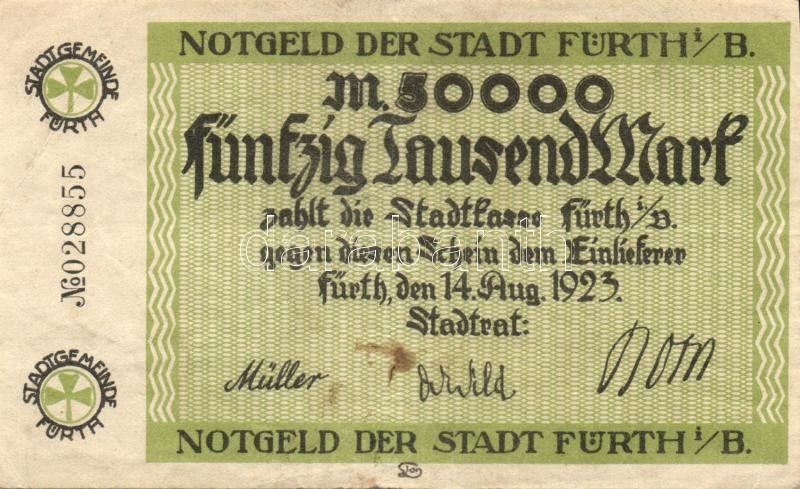 NOTGELD DER STADT FÜRTH i/B.
M. 50000
Fünfzig Tausend Mark
zahlt die Stadtkasse Fürth i/B.
gegen diesen Schein dem Einlieferer
Fürth, den 14. Aug. 1923.
Stadtrat:
Müller
NOTGELD DER STADT FÜRTH i/B.
STADTGEMEINDE FÜRTH
№028855
STADTGEMEINDE FÜRTH
darabanth